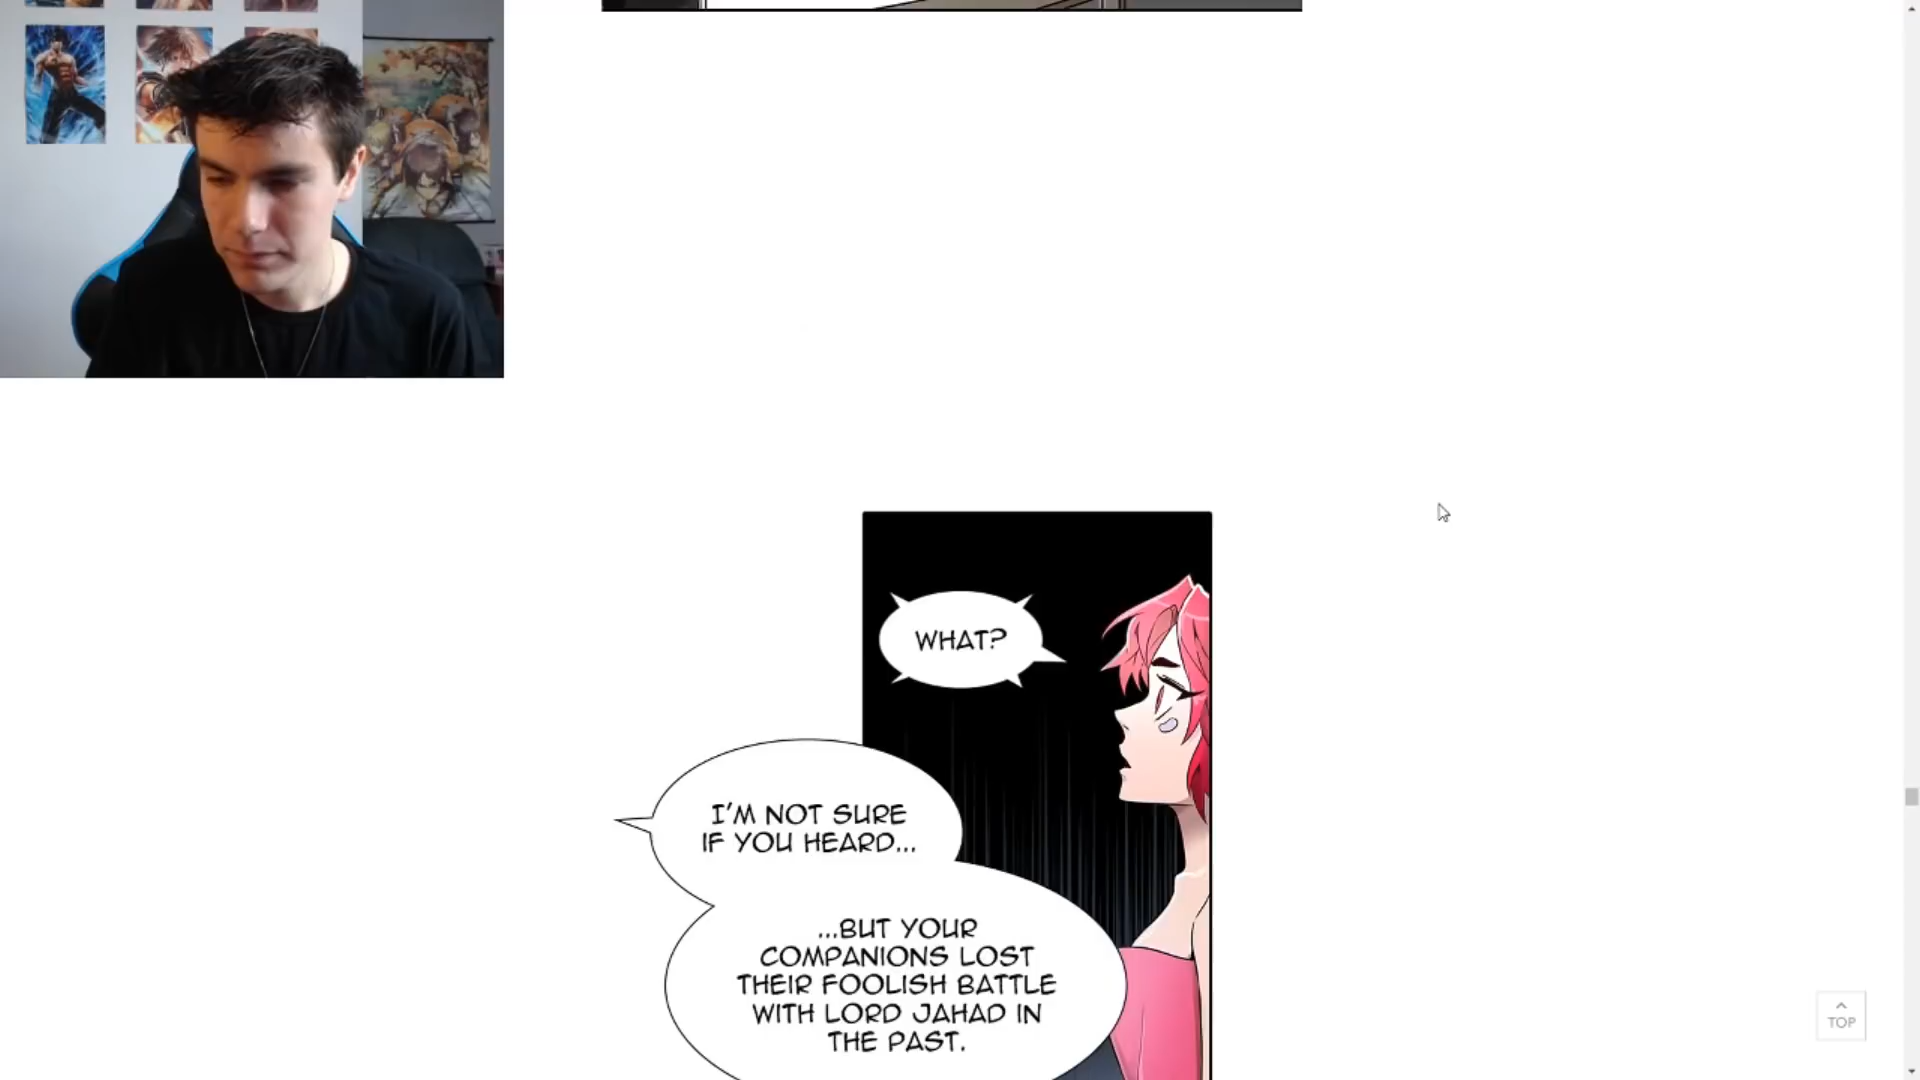 WHAT?
I'M NOT SURE
IF YOU HEARD...
...BUT YOUR
COMPANIONS LOST
THEIR FOOLISH BATTLE
WITH LORD JAHAD IN
THE PAST.
TOP